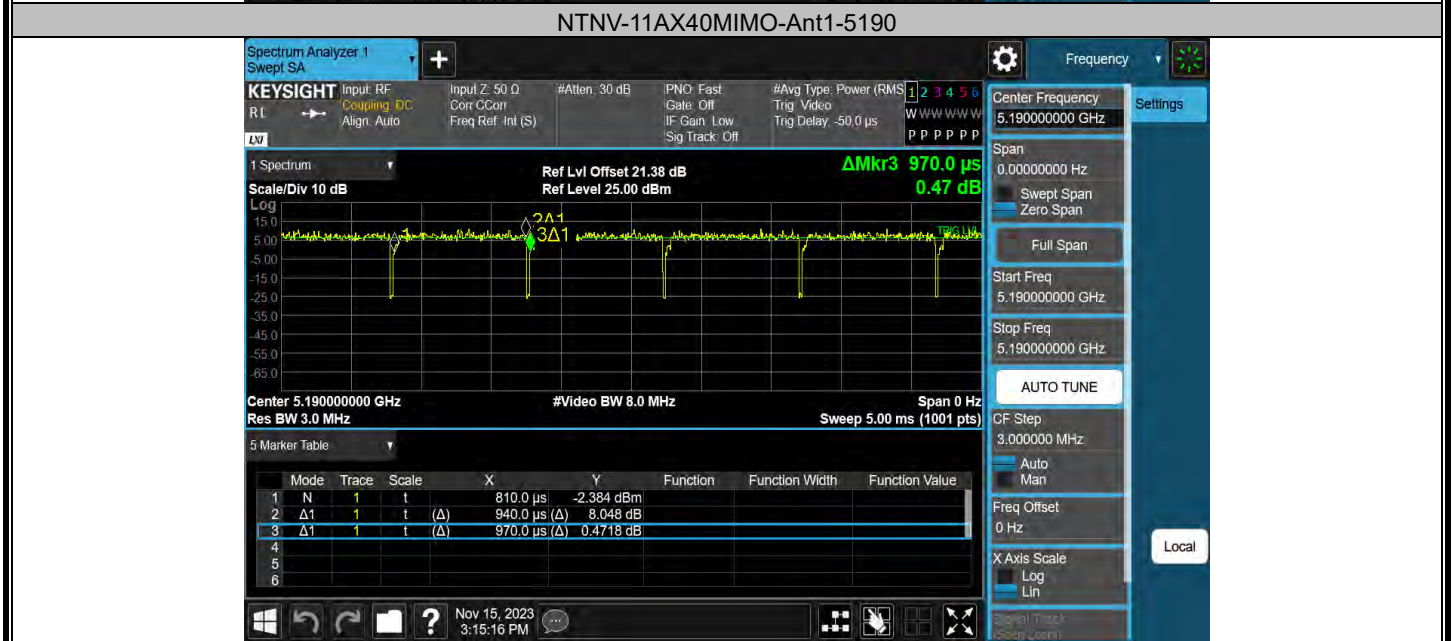 NTNV-11AX40MIMO-Ant1-5190
Spectrum Analyzer 1
Swept SA
Frequency
KEYSIGHT Input: RF Input Z: 50 Ω #Atten: 30 dB PNO: Fast #Avg Type: Power (RMS 1 2 3 4 5 6
RL Coupling: DC Corr CCorr Gate: Off Trig: Video W W W W W W
Align: Auto Freq Ref: Int (S) IF Gain: Low Trig Delay: -50.0 µs
LXI Sig Track: Off P P P P P P
Center Frequency
5.190000000 GHz
Settings
1 Spectrum
Scale/Div 10 dB
Ref Lvl Offset 21.38 dB
Ref Level 25.00 dBm
ΔMkr3 970.0 µs
0.47 dB
Log
15.0
5.00
-5.00
-15.0
-25.0
-35.0
-45.0
-55.0
-65.0
1
2Δ1
3Δ1
TRIG LVL
Center 5.190000000 GHz #Video BW 8.0 MHz Span 0 Hz
Res BW 3.0 MHz Sweep 5.00 ms (1001 pts)
Span
0.00000000 Hz
Swept Span
Zero Span
Full Span
Start Freq
5.190000000 GHz
Stop Freq
5.190000000 GHz
AUTO TUNE
CF Step
3.000000 MHz
Auto
Man
Freq Offset
0 Hz
X Axis Scale
Log
Lin
Local
5 Marker Table
Mode Trace Scale X Y Function Function Width Function Value
1 N 1 t 810.0 µs -2.384 dBm
2 Δ1 1 t (Δ) 940.0 µs (Δ) 8.048 dB
3 Δ1 1 t (Δ) 970.0 µs (Δ) 0.4718 dB
4
5
6
Nov 15, 2023
3:15:16 PM
Signal Track
(Span Zoom)